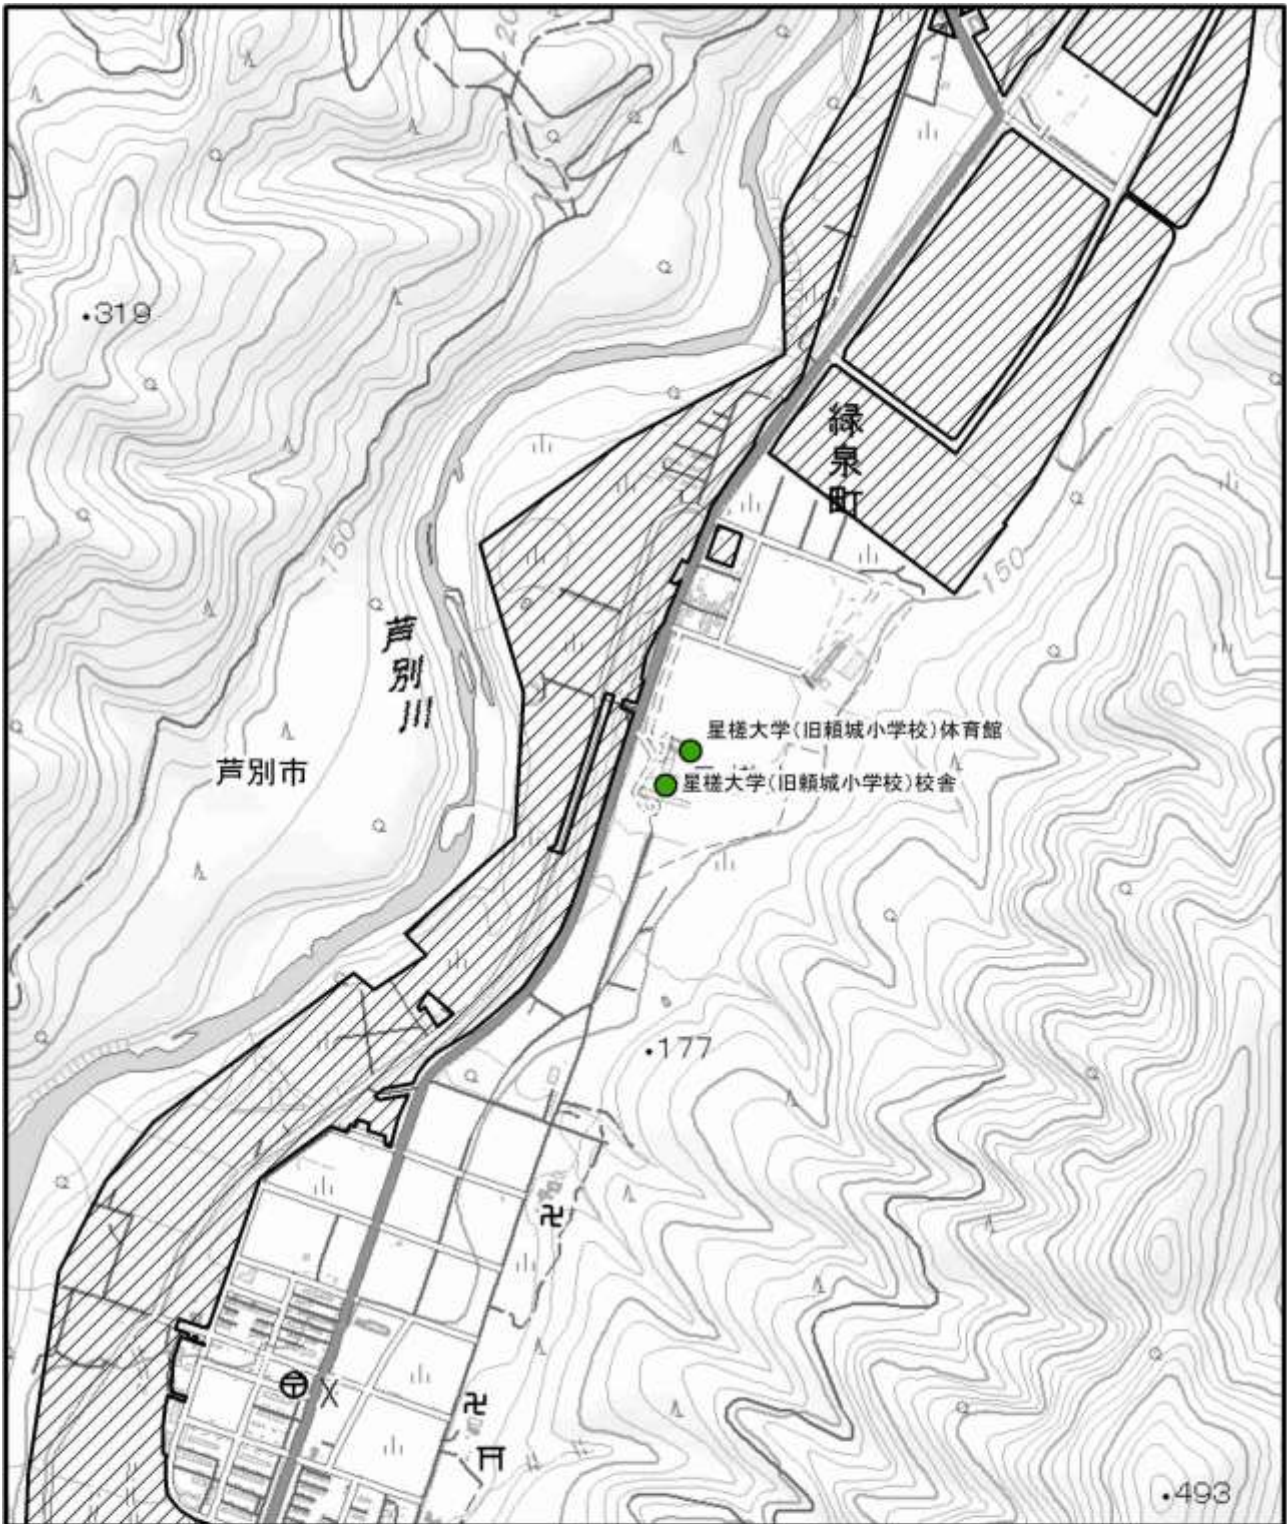 20
・319
緑泉町
150
150
芦別川
星槎大学(旧頼城小学校)体育館
芦別市
星槎大学(旧頼城小学校)校舎
・177
・493